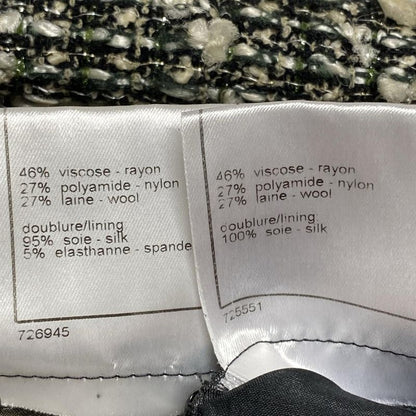 46% viscose - rayon
27% polyamide - nylon
27% laine - wool
doublure/lining
95% soie - silk
5% elasthanne - spande
726945
46% viscose - rayon
27% polyamide - nylon
27% laine - wool
doublure/lining
100% soie - silk
725551